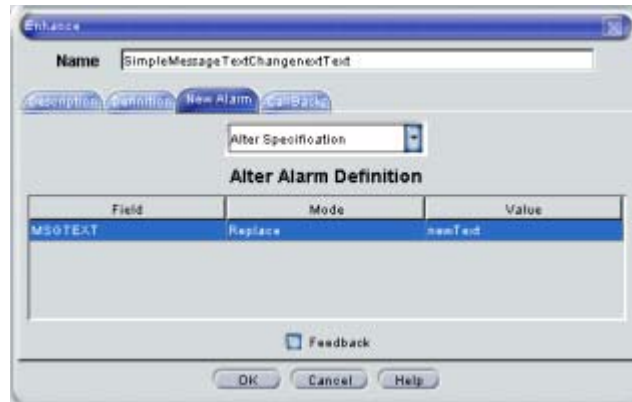 Enhance
Name SimpleMessageTextChangenextText
Description Definition New Alarm CallBacks
Alter Specification
Alter Alarm Definition
Field Mode Value
MSGTEXT Replace newText
Feedback
OK Cancel Help